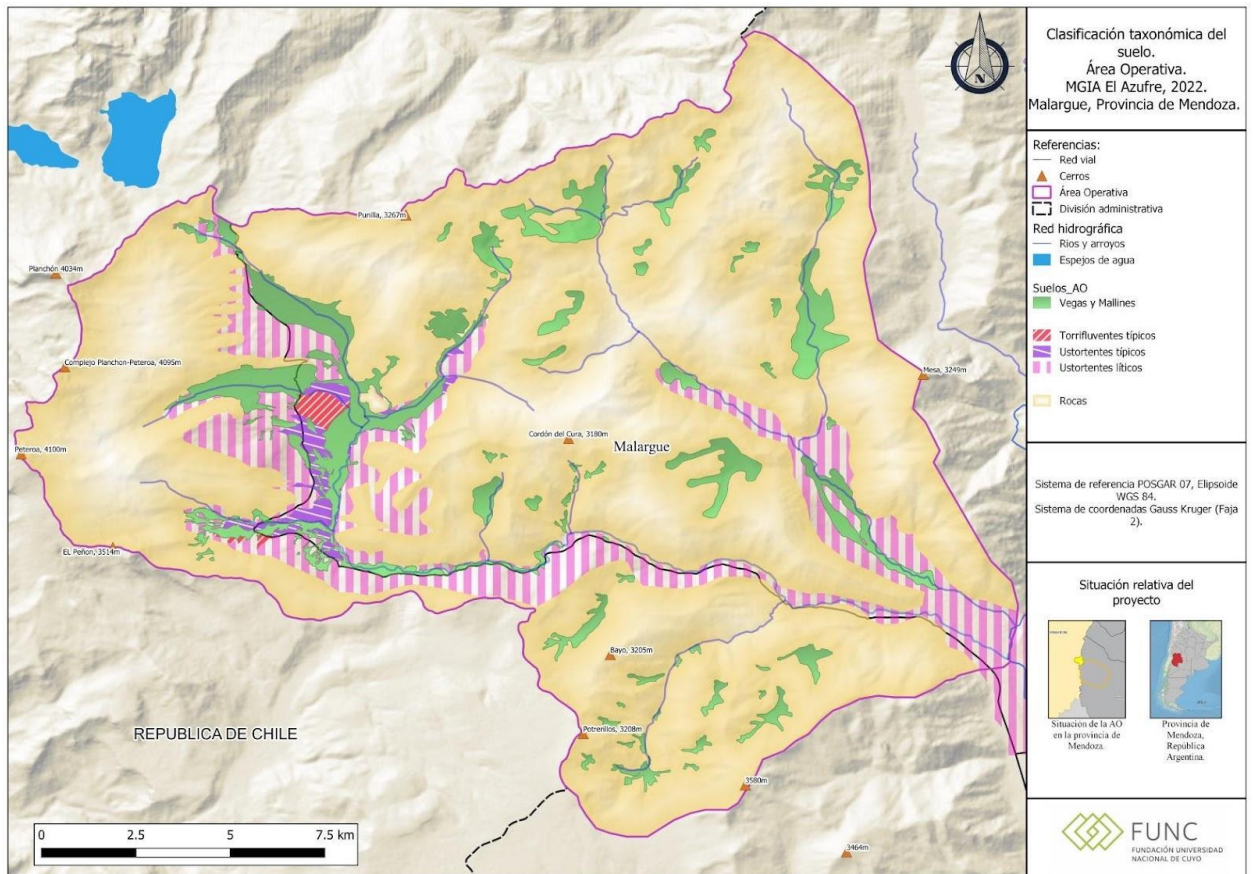 Punilla, 3267m
Planchón 4034m
Complejo Planchon-Peteroa, 4095m
Mesa, 3249m
Cordón del Cura, 3180m
Malargue
Peteroa, 4100m
EL Peñon, 3514m
Bayo, 3205m
Potrerillos, 3208m
REPUBLICA DE CHILE
3580m
3464m
0 2.5 5 7.5 km
N
Clasificación taxonómica del
suelo.
Área Operativa.
MGIA El Azufre, 2022.
Malargue, Provincia de Mendoza.
Referencias:
Red vial
Cerros
Área Operativa
División administrativa
Red hidrográfica
Rios y arroyos
Espejos de agua
Suelos_AO
Vegas y Mallines
Torrifluventes típicos
Ustortentes típicos
Ustortentes líticos
Rocas
Sistema de referencia POSGAR 07, Elipsoide
WGS 84.
Sistema de coordenadas Gauss Kruger (Faja
2).
Situación relativa del
proyecto
Situación de la AO
en la provincia de
Mendoza.
Provincia de
Mendoza,
República
Argentina.
FUNC
FUNDACIÓN UNIVERSIDAD
NACIONAL DE CUYO